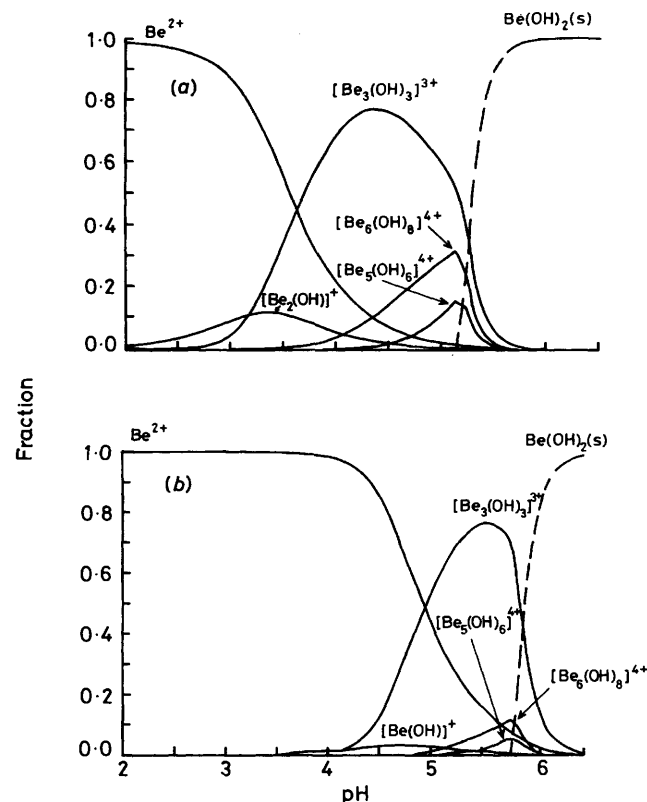 Be²⁺
Be(OH)₂(s)
1·0
(a)
[Be₃(OH)₃]³⁺
0·8
0·6
0·4
[Be₆(OH)₈]⁴⁺
[Be₅(OH)₆]⁴⁺
0·2
[Be₂(OH)]⁺
0·0
Fraction
Be²⁺
Be(OH)₂(s)
1·0
(b)
[Be₃(OH)₃]³⁺
0·8
0·6
[Be₅(OH)₆]⁴⁺
0·4
[Be₆(OH)₈]⁴⁺
0·2
[Be(OH)]⁺
0·0
2 3 4 5 6
pH